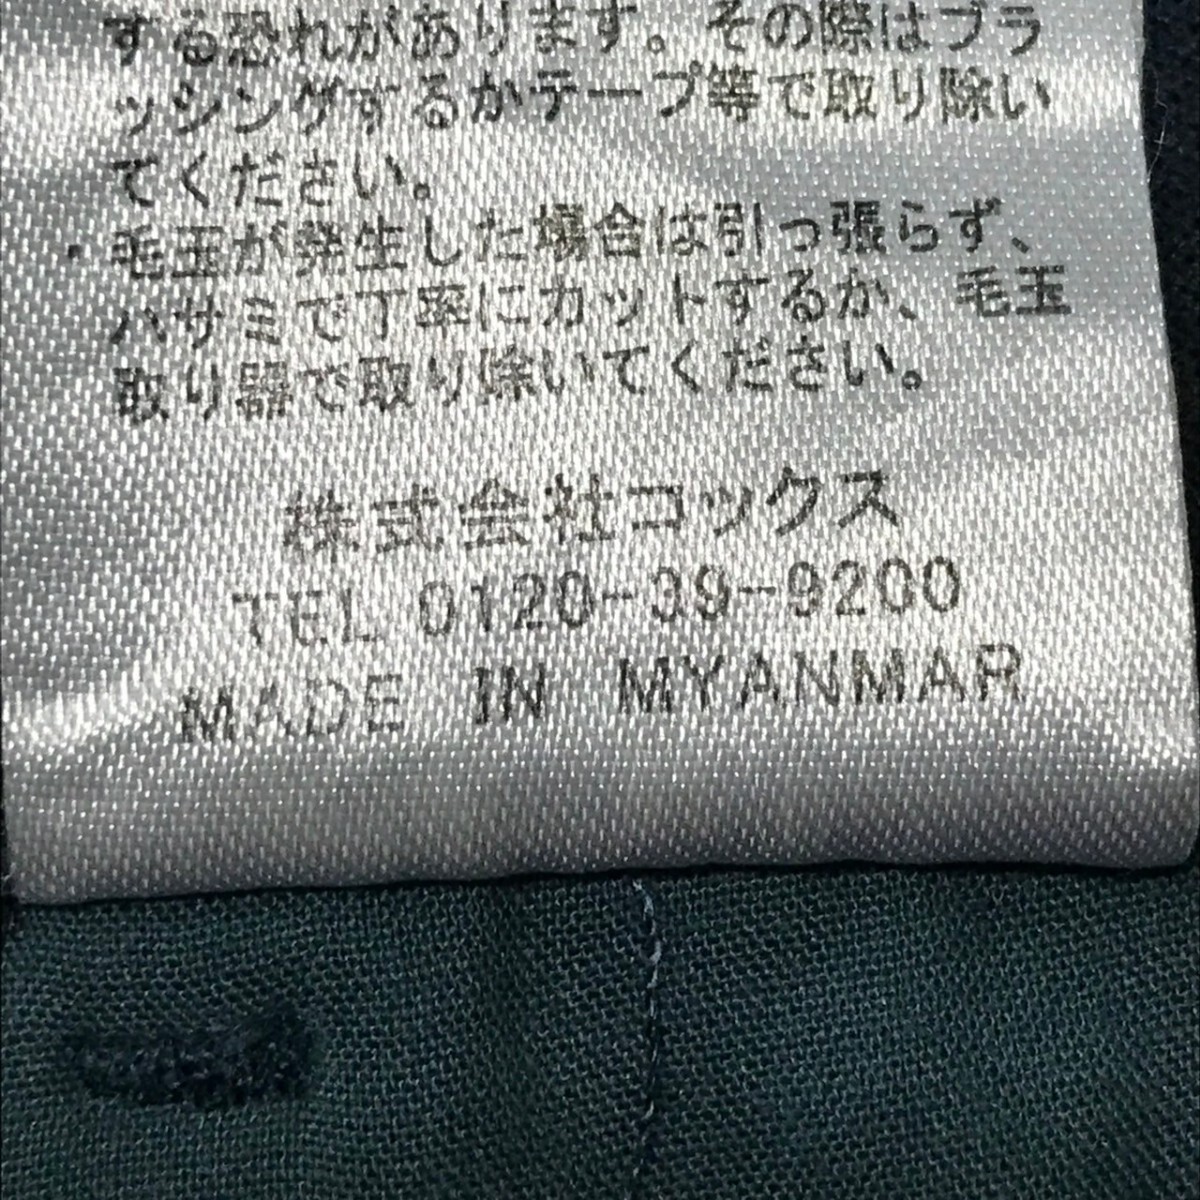 する恐れがあります。その際はブラ
ッシングするかテープ等で取り除い
てください。
・毛玉が発生した場合は引っ張らず、
ハサミで丁寧にカットするか、毛玉
取り器で取り除いてください。
株式会社コックス
TEL 0120-39-9200
MADE IN MYANMAR